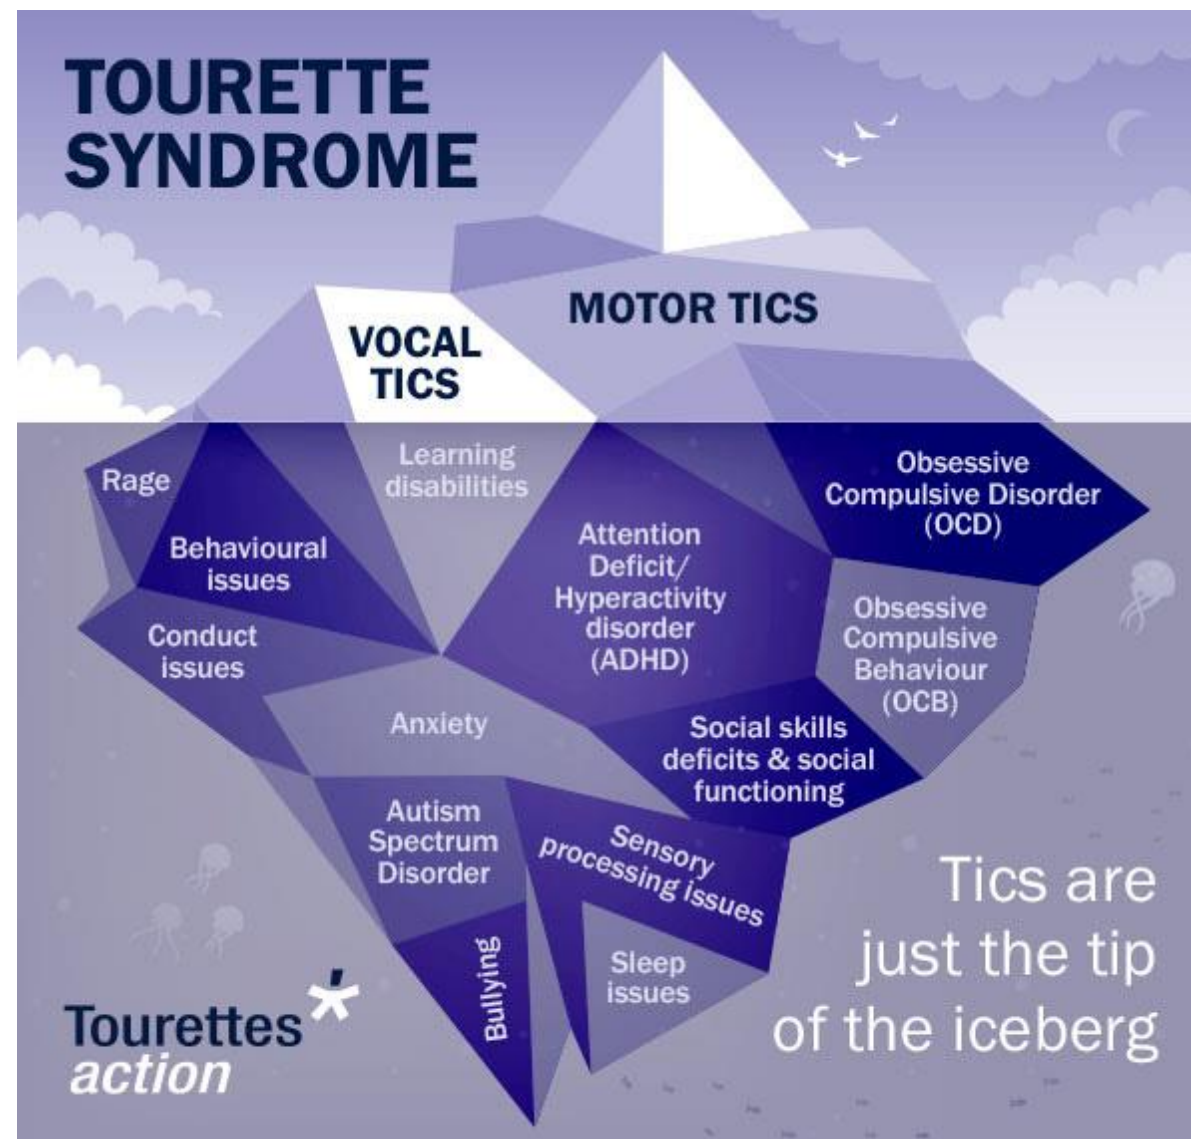 TOURETTE
SYNDROME
MOTOR TICS
VOCAL
TICS
Rage
Learning
disabilities
Obsessive
Compulsive Disorder
(OCD)
Behavioural
issues
Attention
Deficit/
Hyperactivity
disorder
(ADHD)
Conduct
issues
Obsessive
Compulsive
Behaviour
(OCB)
Anxiety
Social skills
deficits & social
functioning
Autism
Spectrum
Disorder
Sensory
processing issues
Bullying
Sleep
issues
Tics are
just the tip
of the iceberg
Tourettes
action